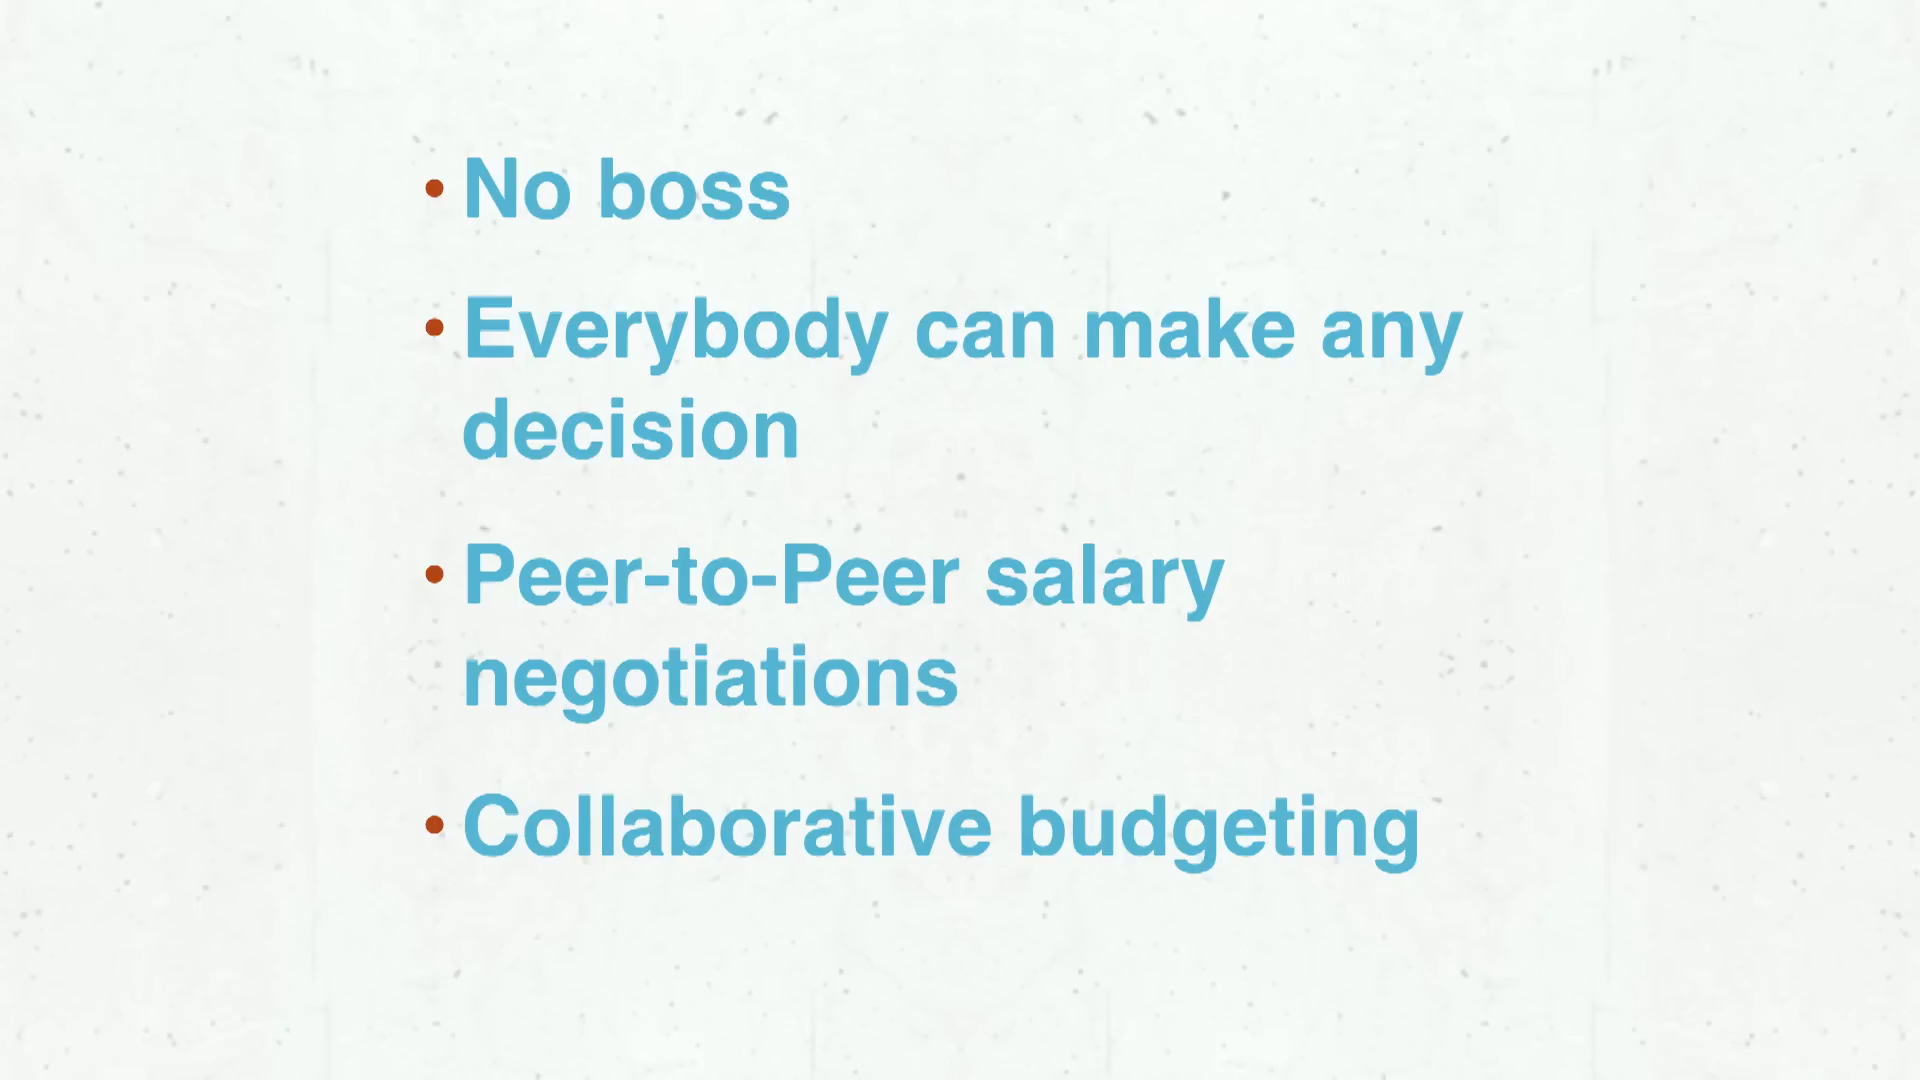 • No boss
• Everybody can make any
decision
• Peer-to-Peer salary
negotiations
• Collaborative budgeting